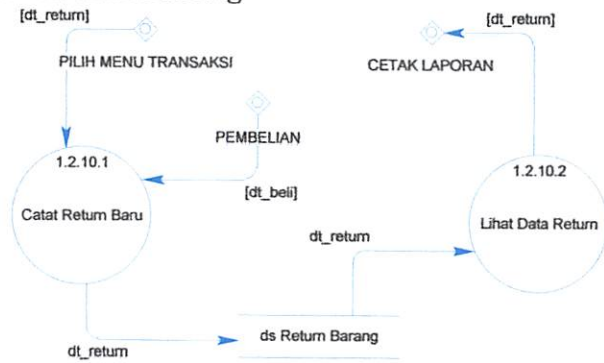 [dt_return]
[dt_return]
PILIH MENU TRANSAKSI
CETAK LAPORAN
PEMBELIAN
1.2.10.1
1.2.10.2
Catat Return Baru
[dt_beli]
Lihat Data Return
dt_return
ds Return Barang
dt_return